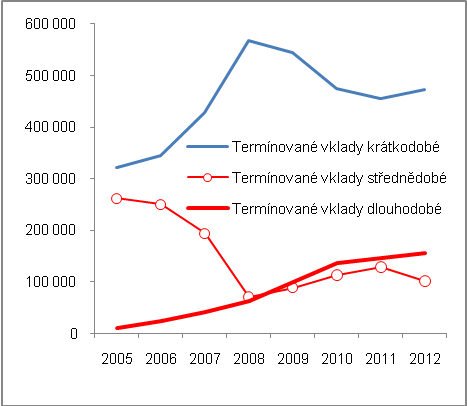 600 000
500 000
400 000
300 000
200 000
100 000
0
Termínované vklady krátkodobé
Termínované vklady střednědobé
Termínované vklady dlouhodobé
2005 2006 2007 2008 2009 2010 2011 2012